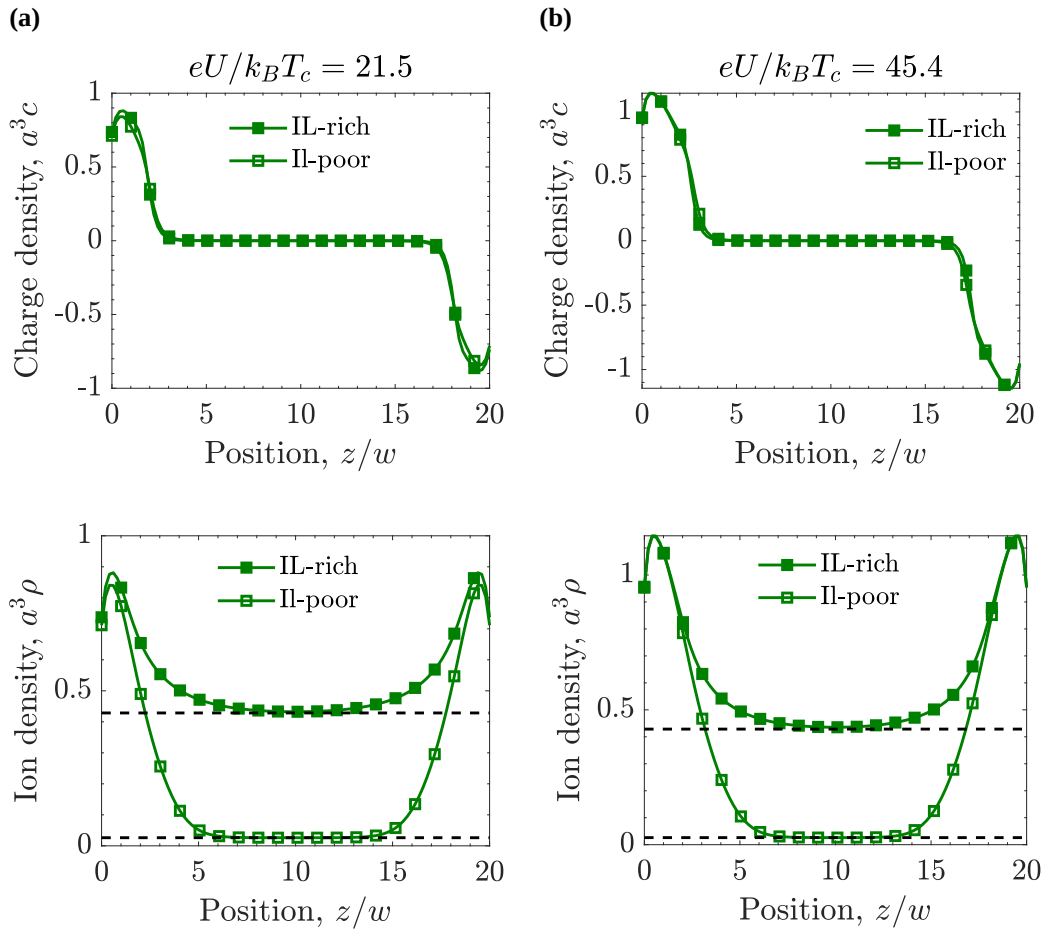 (a)
(b)
eU/k_BT_c = 21.5
eU/k_BT_c = 45.4
1
0.5
0
-0.5
-1
Charge density, a³c
IL-rich
Il-poor
0 5 10 15 20
Position, z/w
1
0.5
0
-0.5
-1
Charge density, a³c
IL-rich
Il-poor
0 5 10 15 20
Position, z/w
1
0.5
0
Ion density, a³ρ
IL-rich
Il-poor
0 5 10 15 20
Position, z/w
1
0.5
0
Ion density, a³ρ
IL-rich
Il-poor
0 5 10 15 20
Position, z/w